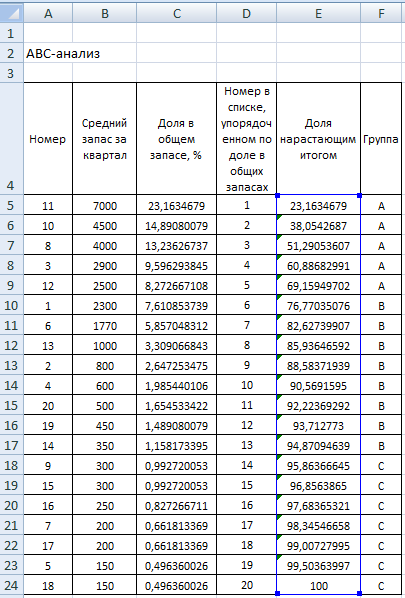 A B C D E F
1
2 АВС-анализ
3
4 Номер Средний запас за квартал Доля в общем запасе, % Номер в списке, упорядоченном по доле в общих запасах Доля нарастающим итогом Группа
5 11 7000 23,1634679 1 23,1634679 А
6 10 4500 14,89080079 2 38,0542687 А
7 8 4000 13,23626737 3 51,29053607 А
8 3 2900 9,596293845 4 60,88682991 А
9 12 2500 8,272667108 5 69,15949702 А
10 1 2300 7,610853739 6 76,77035076 В
11 6 1770 5,857048312 7 82,62739907 В
12 13 1000 3,309066843 8 85,93646592 В
13 2 800 2,647253475 9 88,58371939 В
14 4 600 1,985440106 10 90,5691595 В
15 20 500 1,654533422 11 92,22369292 В
16 19 450 1,489080079 12 93,712773 В
17 14 350 1,158173395 13 94,87094639 В
18 9 300 0,992720053 14 95,86366645 С
19 15 300 0,992720053 15 96,8563865 С
20 16 250 0,827266711 16 97,68365321 С
21 7 200 0,661813369 17 98,34546658 С
22 17 200 0,661813369 18 99,00727995 С
23 5 150 0,496360026 19 99,50363997 С
24 18 150 0,496360026 20 100 С